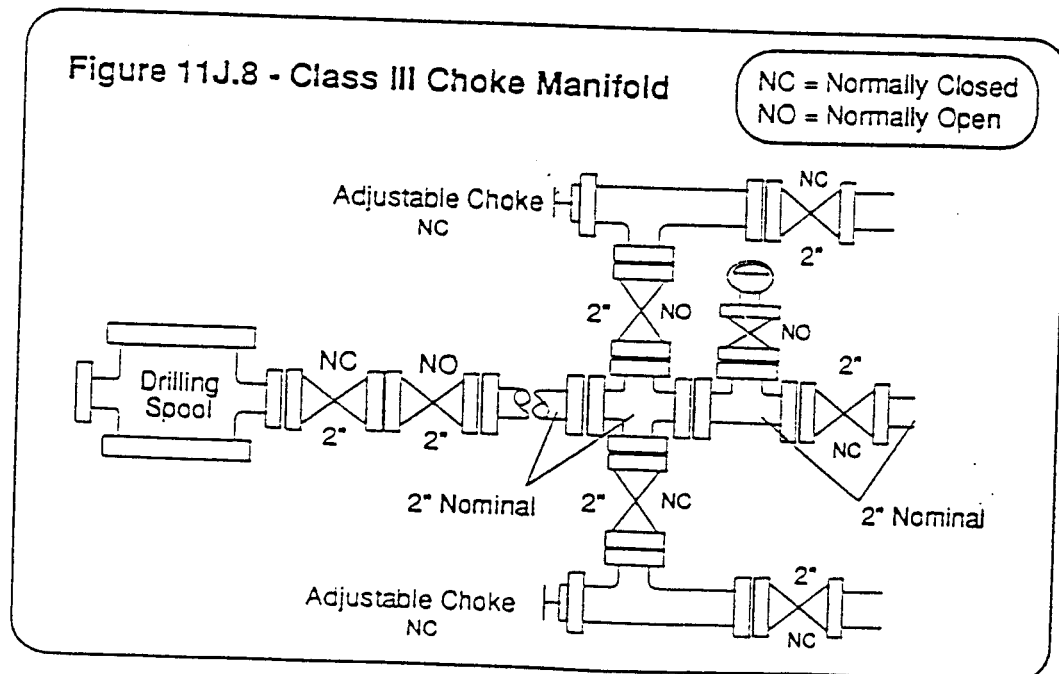 Figure 11J.8 - Class III Choke Manifold
NC = Normally Closed
NO = Normally Open
Adjustable Choke
NC
NC
2"
2"
NO
NO
Drilling
Spool
NC
NO
2"
2"
2"
NC
2" Nominal
2"
NC
2" Nominal
Adjustable Choke
NC
2"
NC